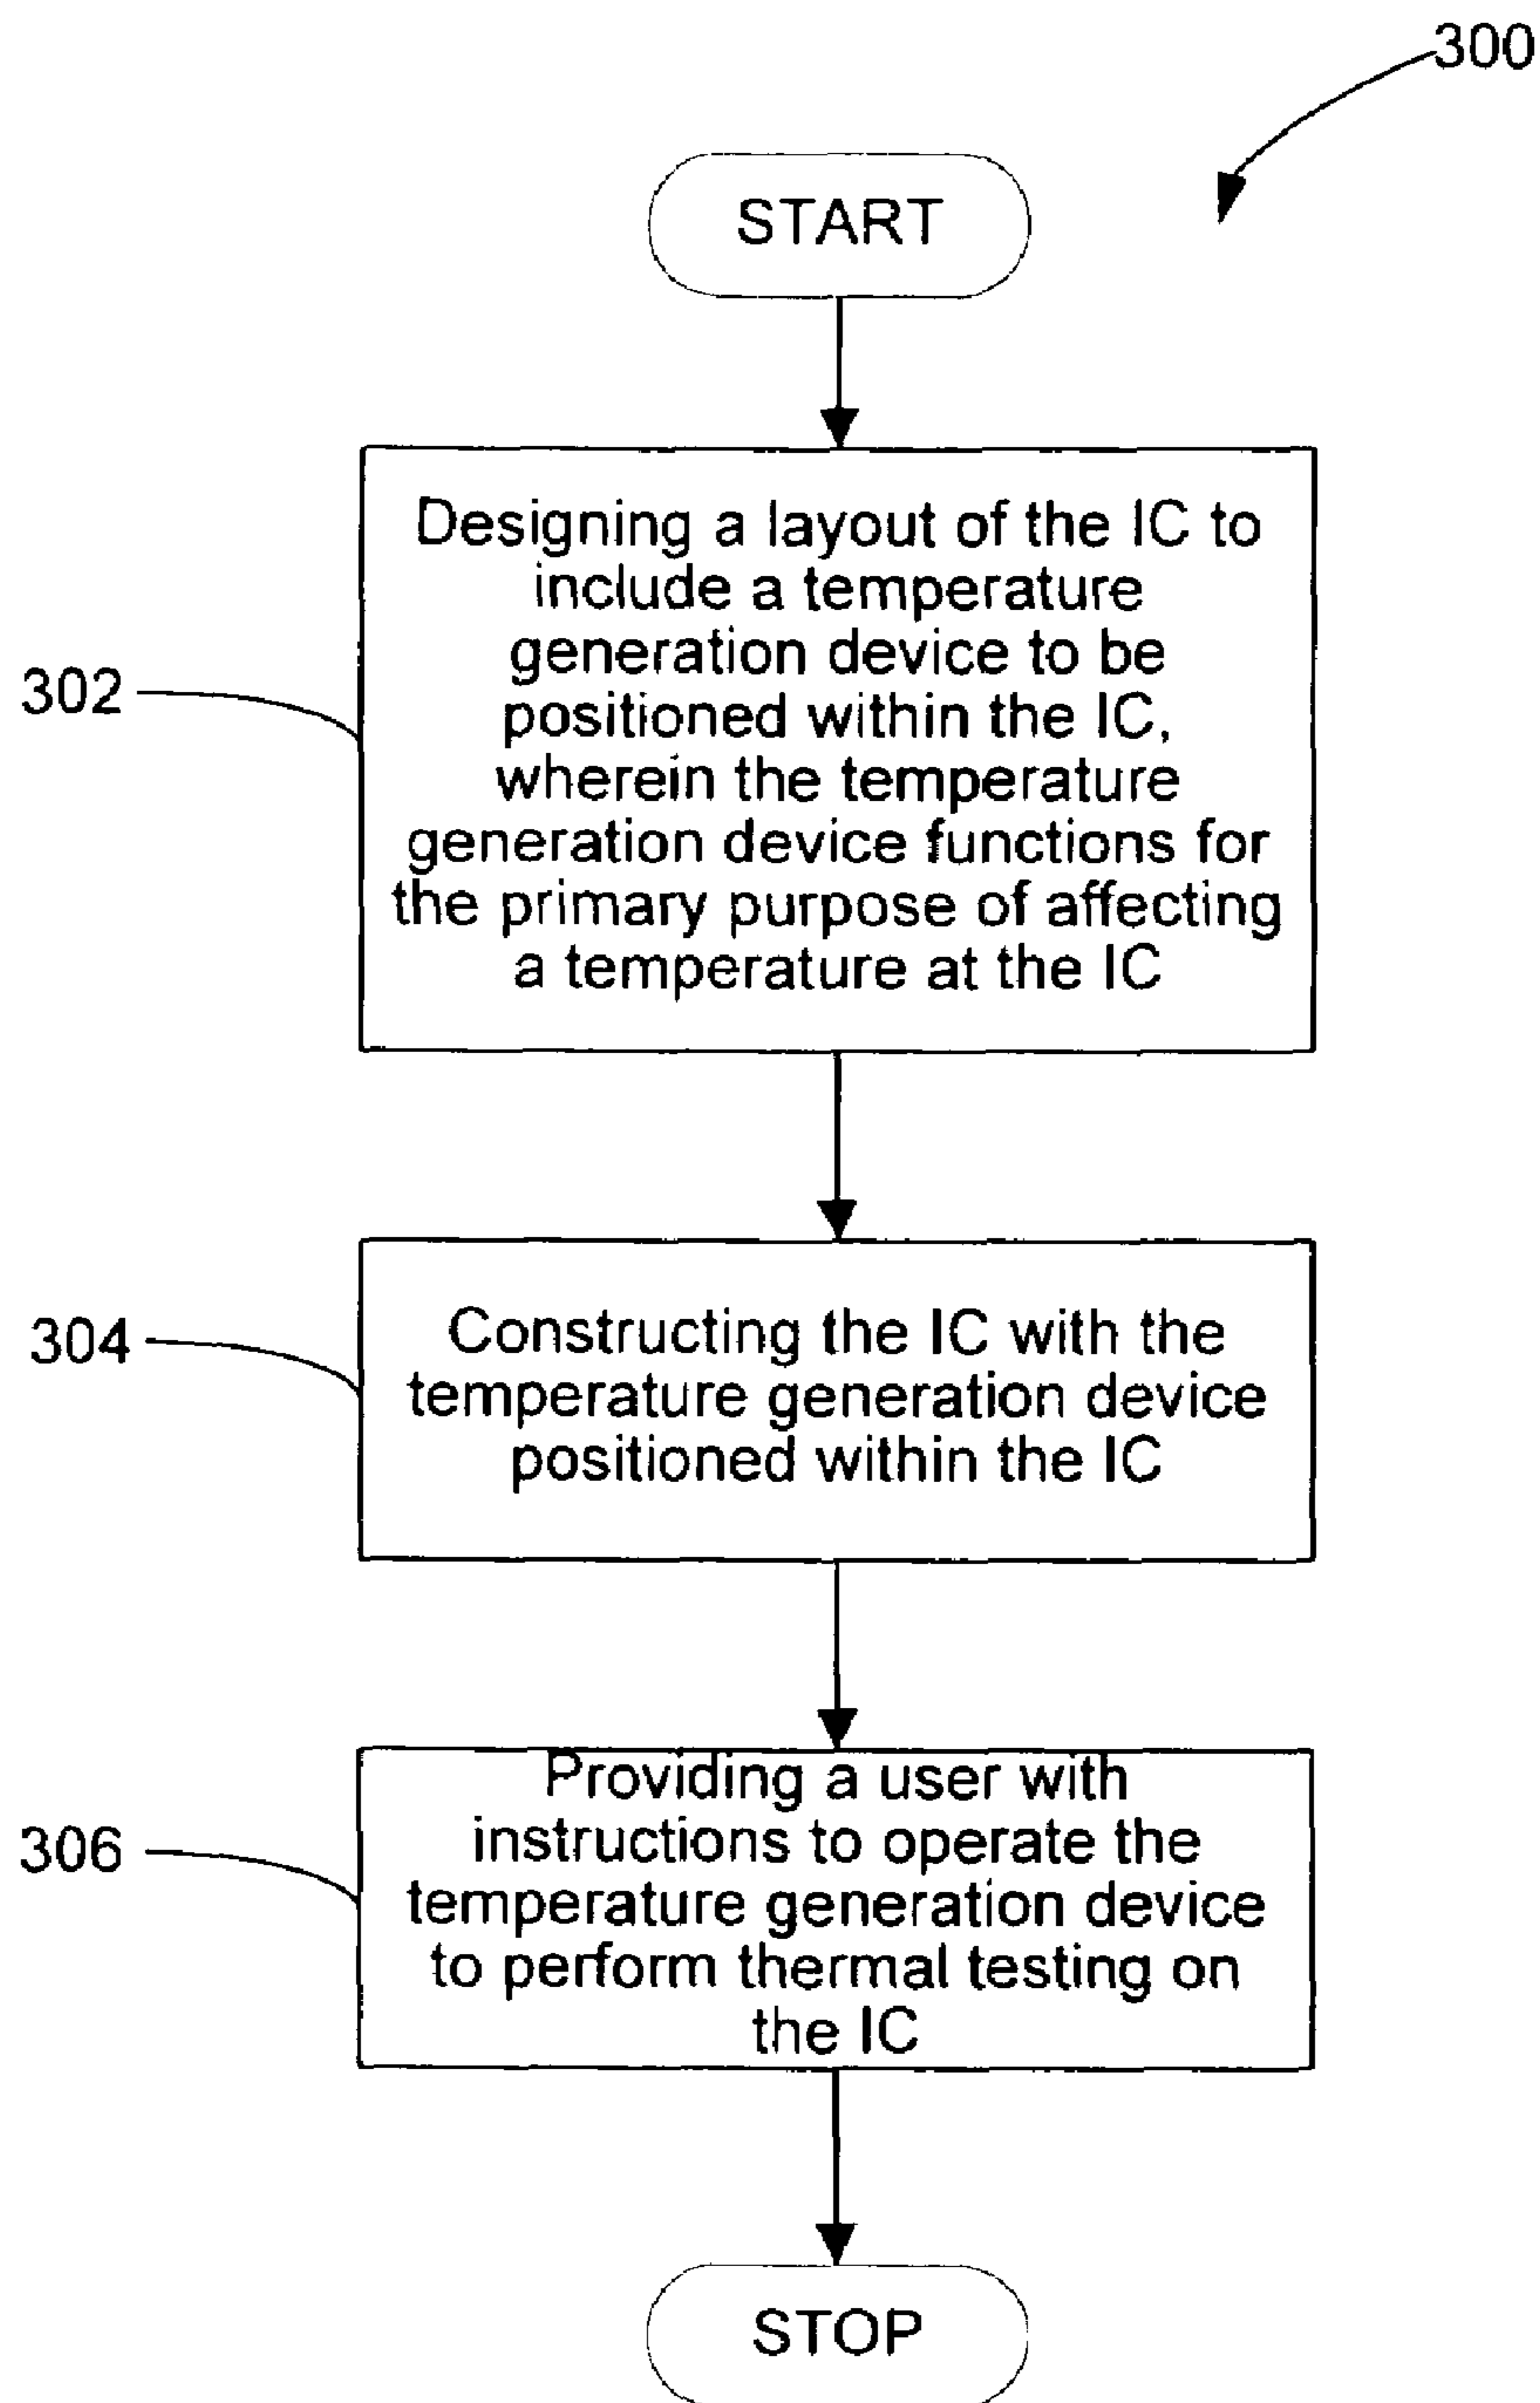 300
START
Designing a layout of the IC to
include a temperature
generation device to be
positioned within the IC,
wherein the temperature
generation device functions for
the primary purpose of affecting
a temperature at the IC
302
Constructing the IC with the
temperature generation device
positioned within the IC
304
Providing a user with
instructions to operate the
temperature generation device
to perform thermal testing on
the IC
306
STOP